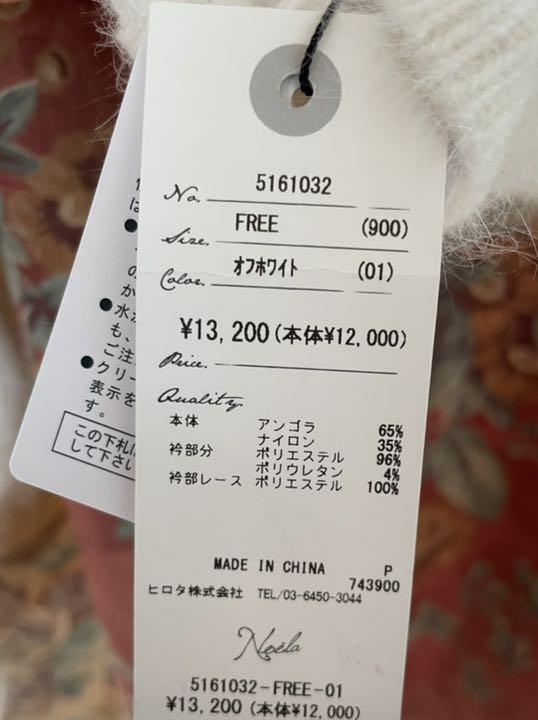 No. 5161032
Size. FREE (900)
Color. ｵﾌﾎﾜｲﾄ (01)
¥13,200(本体¥12,000)
Price.
Quality.
本体 アンゴラ 65%
ナイロン 35%
衿部分 ポリエステル 96%
ポリウレタン 4%
衿部レース ポリエステル 100%
MADE IN CHINA P
743900
ヒロタ株式会社 TEL/03-6450-3044
Noëla
5161032-FREE-01
¥13,200(本体¥12,000)
は
の
か
●水
も、
ご注
●クリー
表示を
す。
この下札は
して下さい